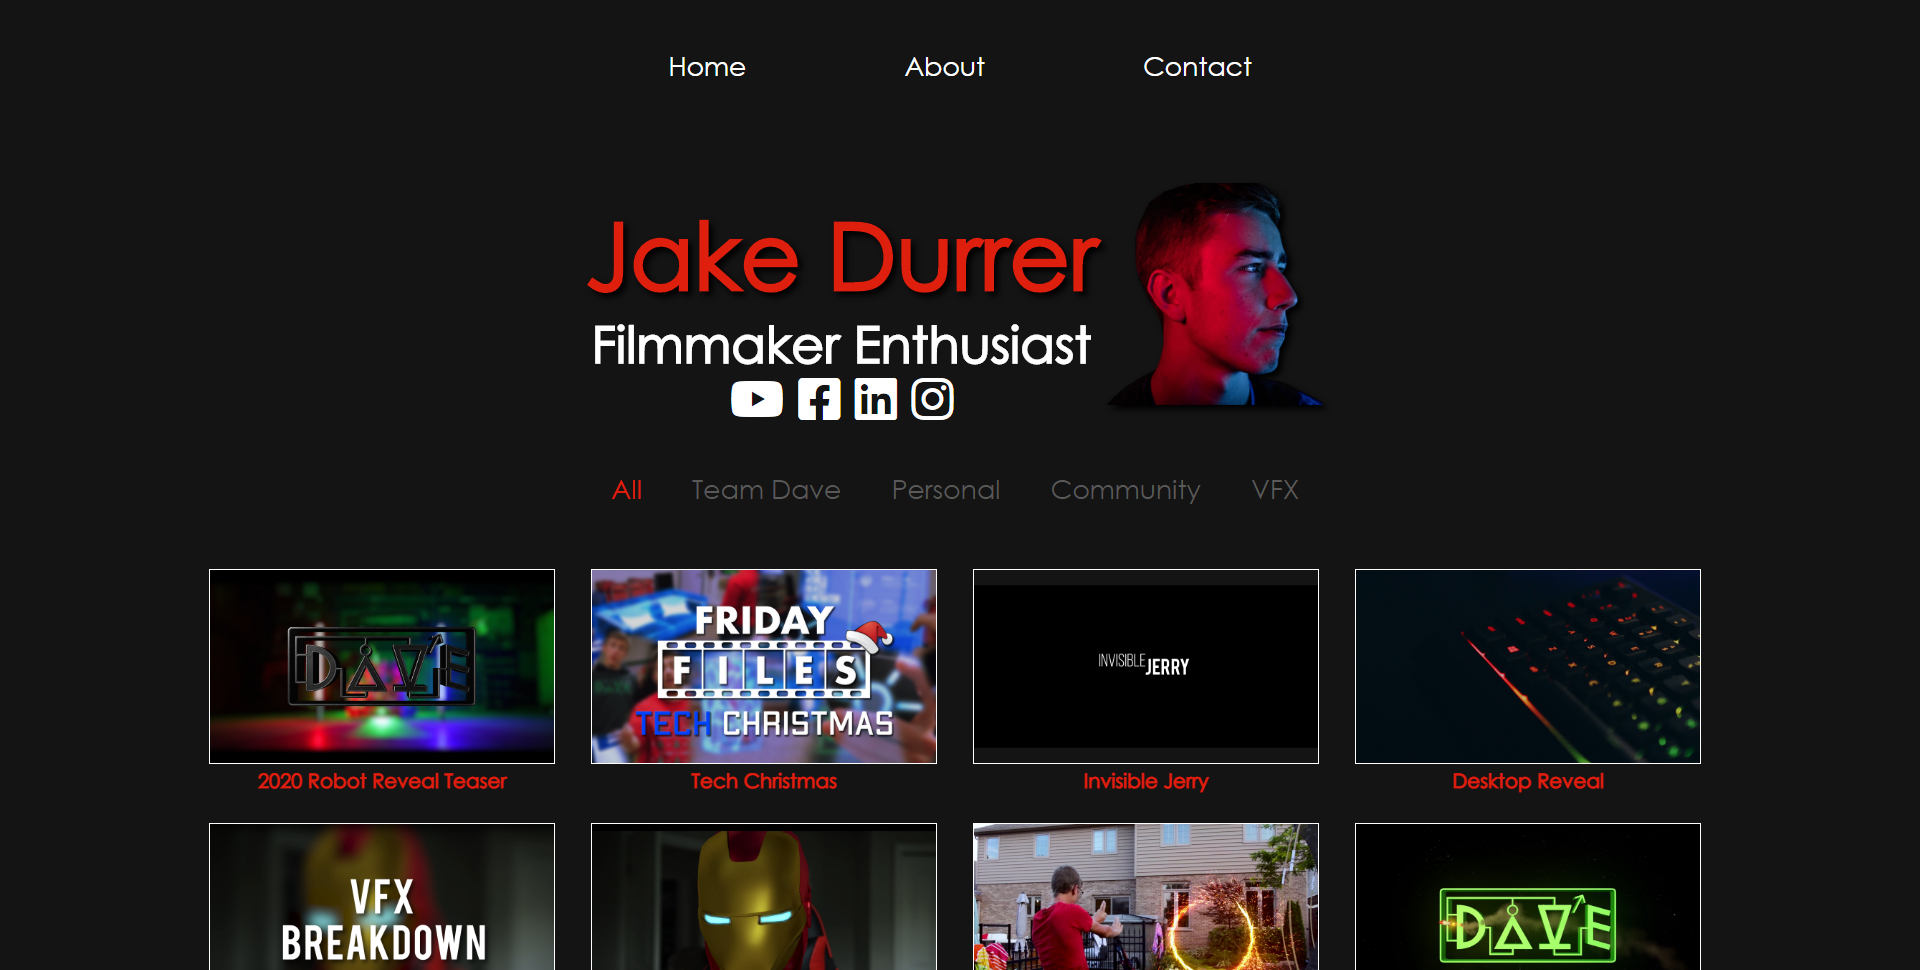 Home About Contact
Jake Durrer
Filmmaker Enthusiast
All Team Dave Personal Community VFX
DAVE
FRIDAY
FILES
TECH CHRISTMAS
INVISIBLE JERRY
2020 Robot Reveal Teaser
Tech Christmas
Invisible Jerry
Desktop Reveal
VFX
BREAKDOWN
DAVE